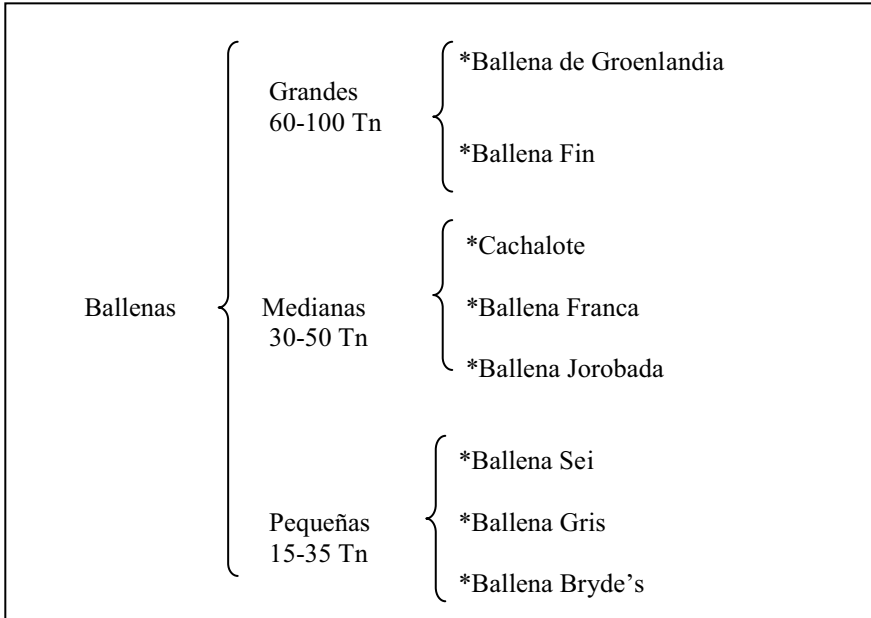 Ballenas
Grandes
60-100 Tn
*Ballena de Groenlandia
*Ballena Fin
Medianas
30-50 Tn
*Cachalote
*Ballena Franca
*Ballena Jorobada
Pequeñas
15-35 Tn
*Ballena Sei
*Ballena Gris
*Ballena Bryde’s